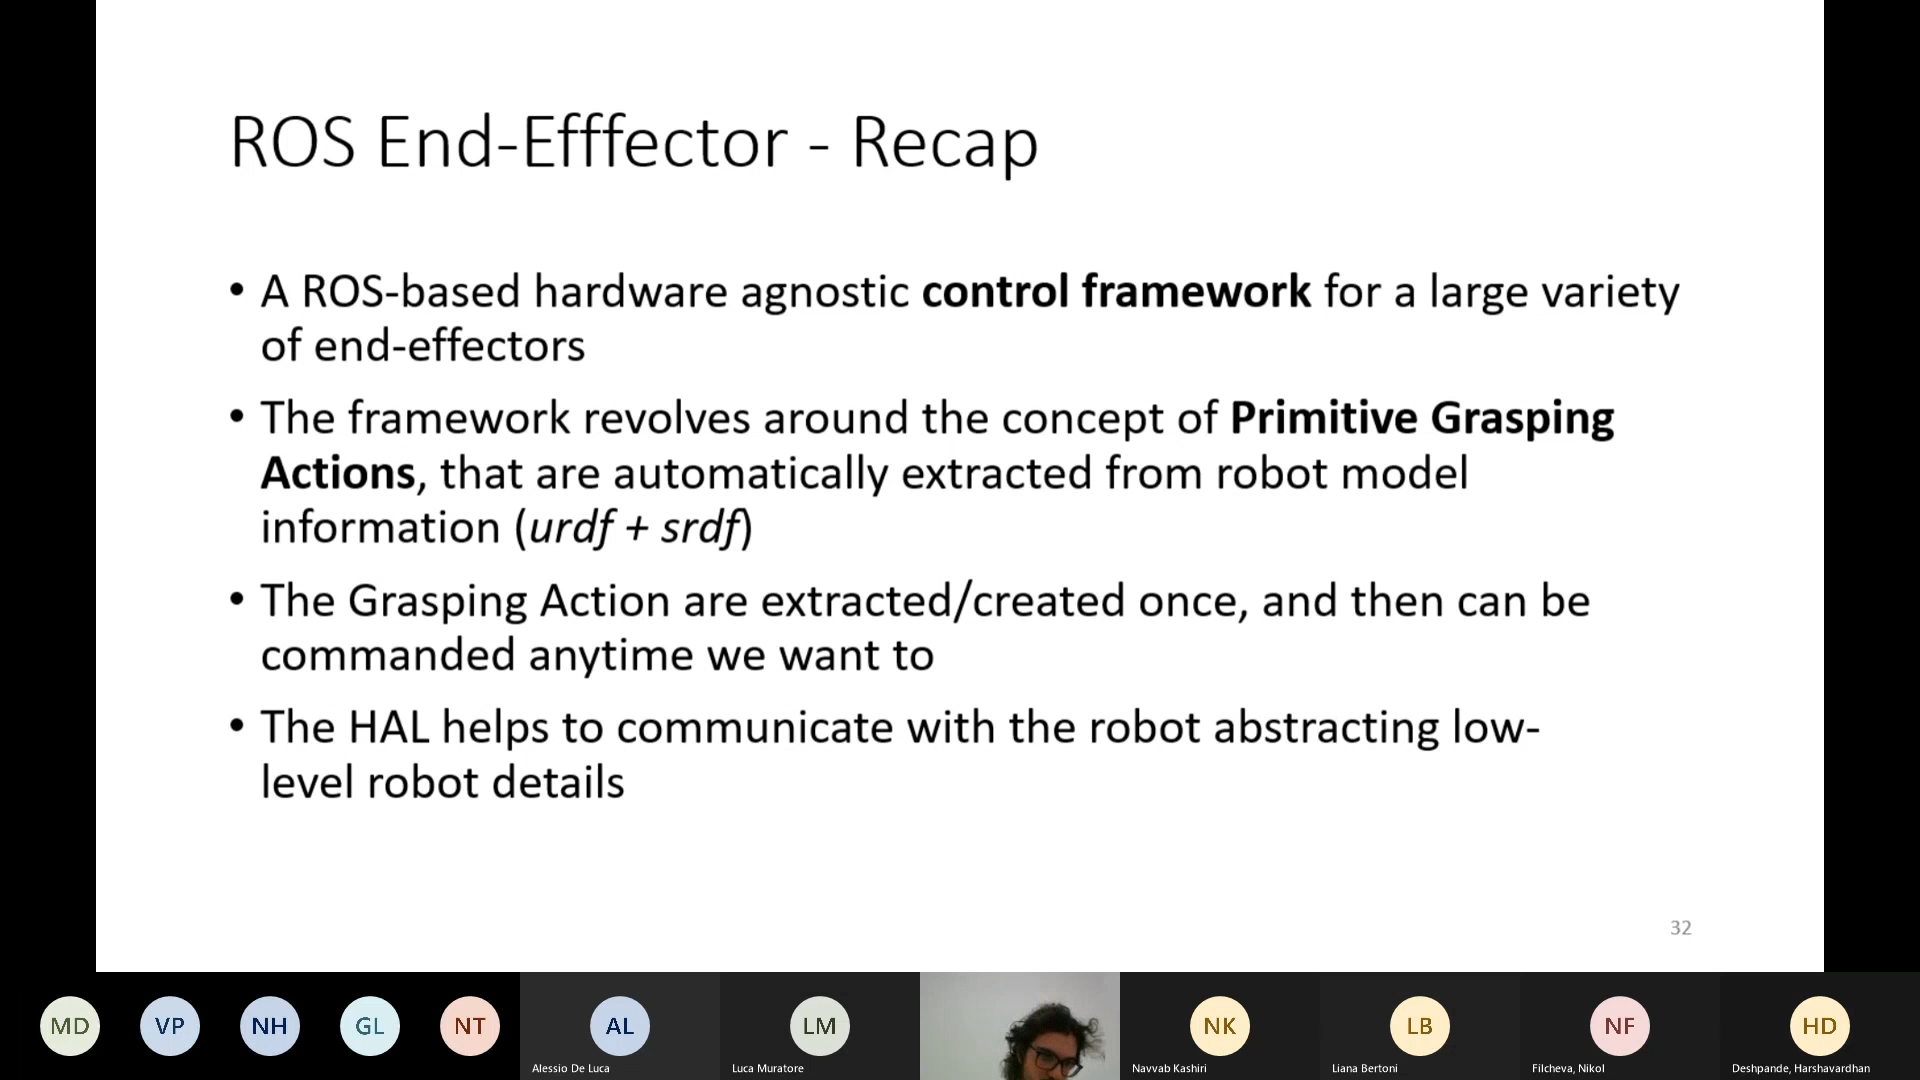 ROS End-Efffector - Recap
• A ROS-based hardware agnostic control framework for a large variety
of end-effectors
• The framework revolves around the concept of Primitive Grasping
Actions, that are automatically extracted from robot model
information (urdf + srdf)
• The Grasping Action are extracted/created once, and then can be
commanded anytime we want to
• The HAL helps to communicate with the robot abstracting low-
level robot details
32
MD VP NH GL NT AL LM NK LB NF HD
Alessio De Luca Luca Muratore Navvab Kashiri Liana Bertoni Filcheva, Nikol Deshpande, Harshavardhan